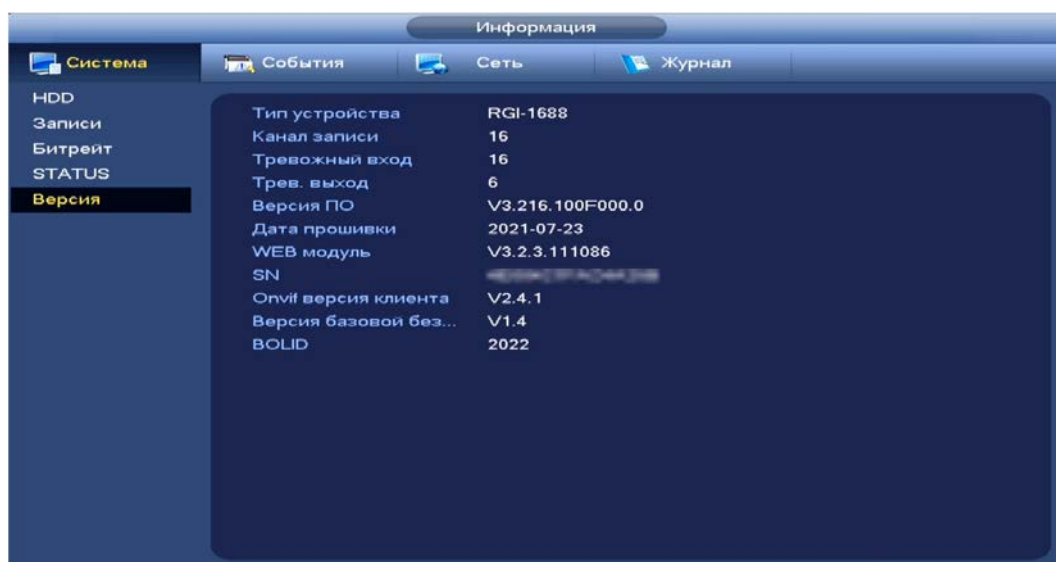 Информация
Система События Сеть Журнал
HDD
Записи
Битрейт
STATUS
Версия
Тип устройства RGI-1688
Канал записи 16
Тревожный вход 16
Трев. выход 6
Версия ПО V3.216.100F000.0
Дата прошивки 2021-07-23
WEB модуль V3.2.3.111086
SN
Onvif версия клиента V2.4.1
Версия базовой без... V1.4
BOLID 2022